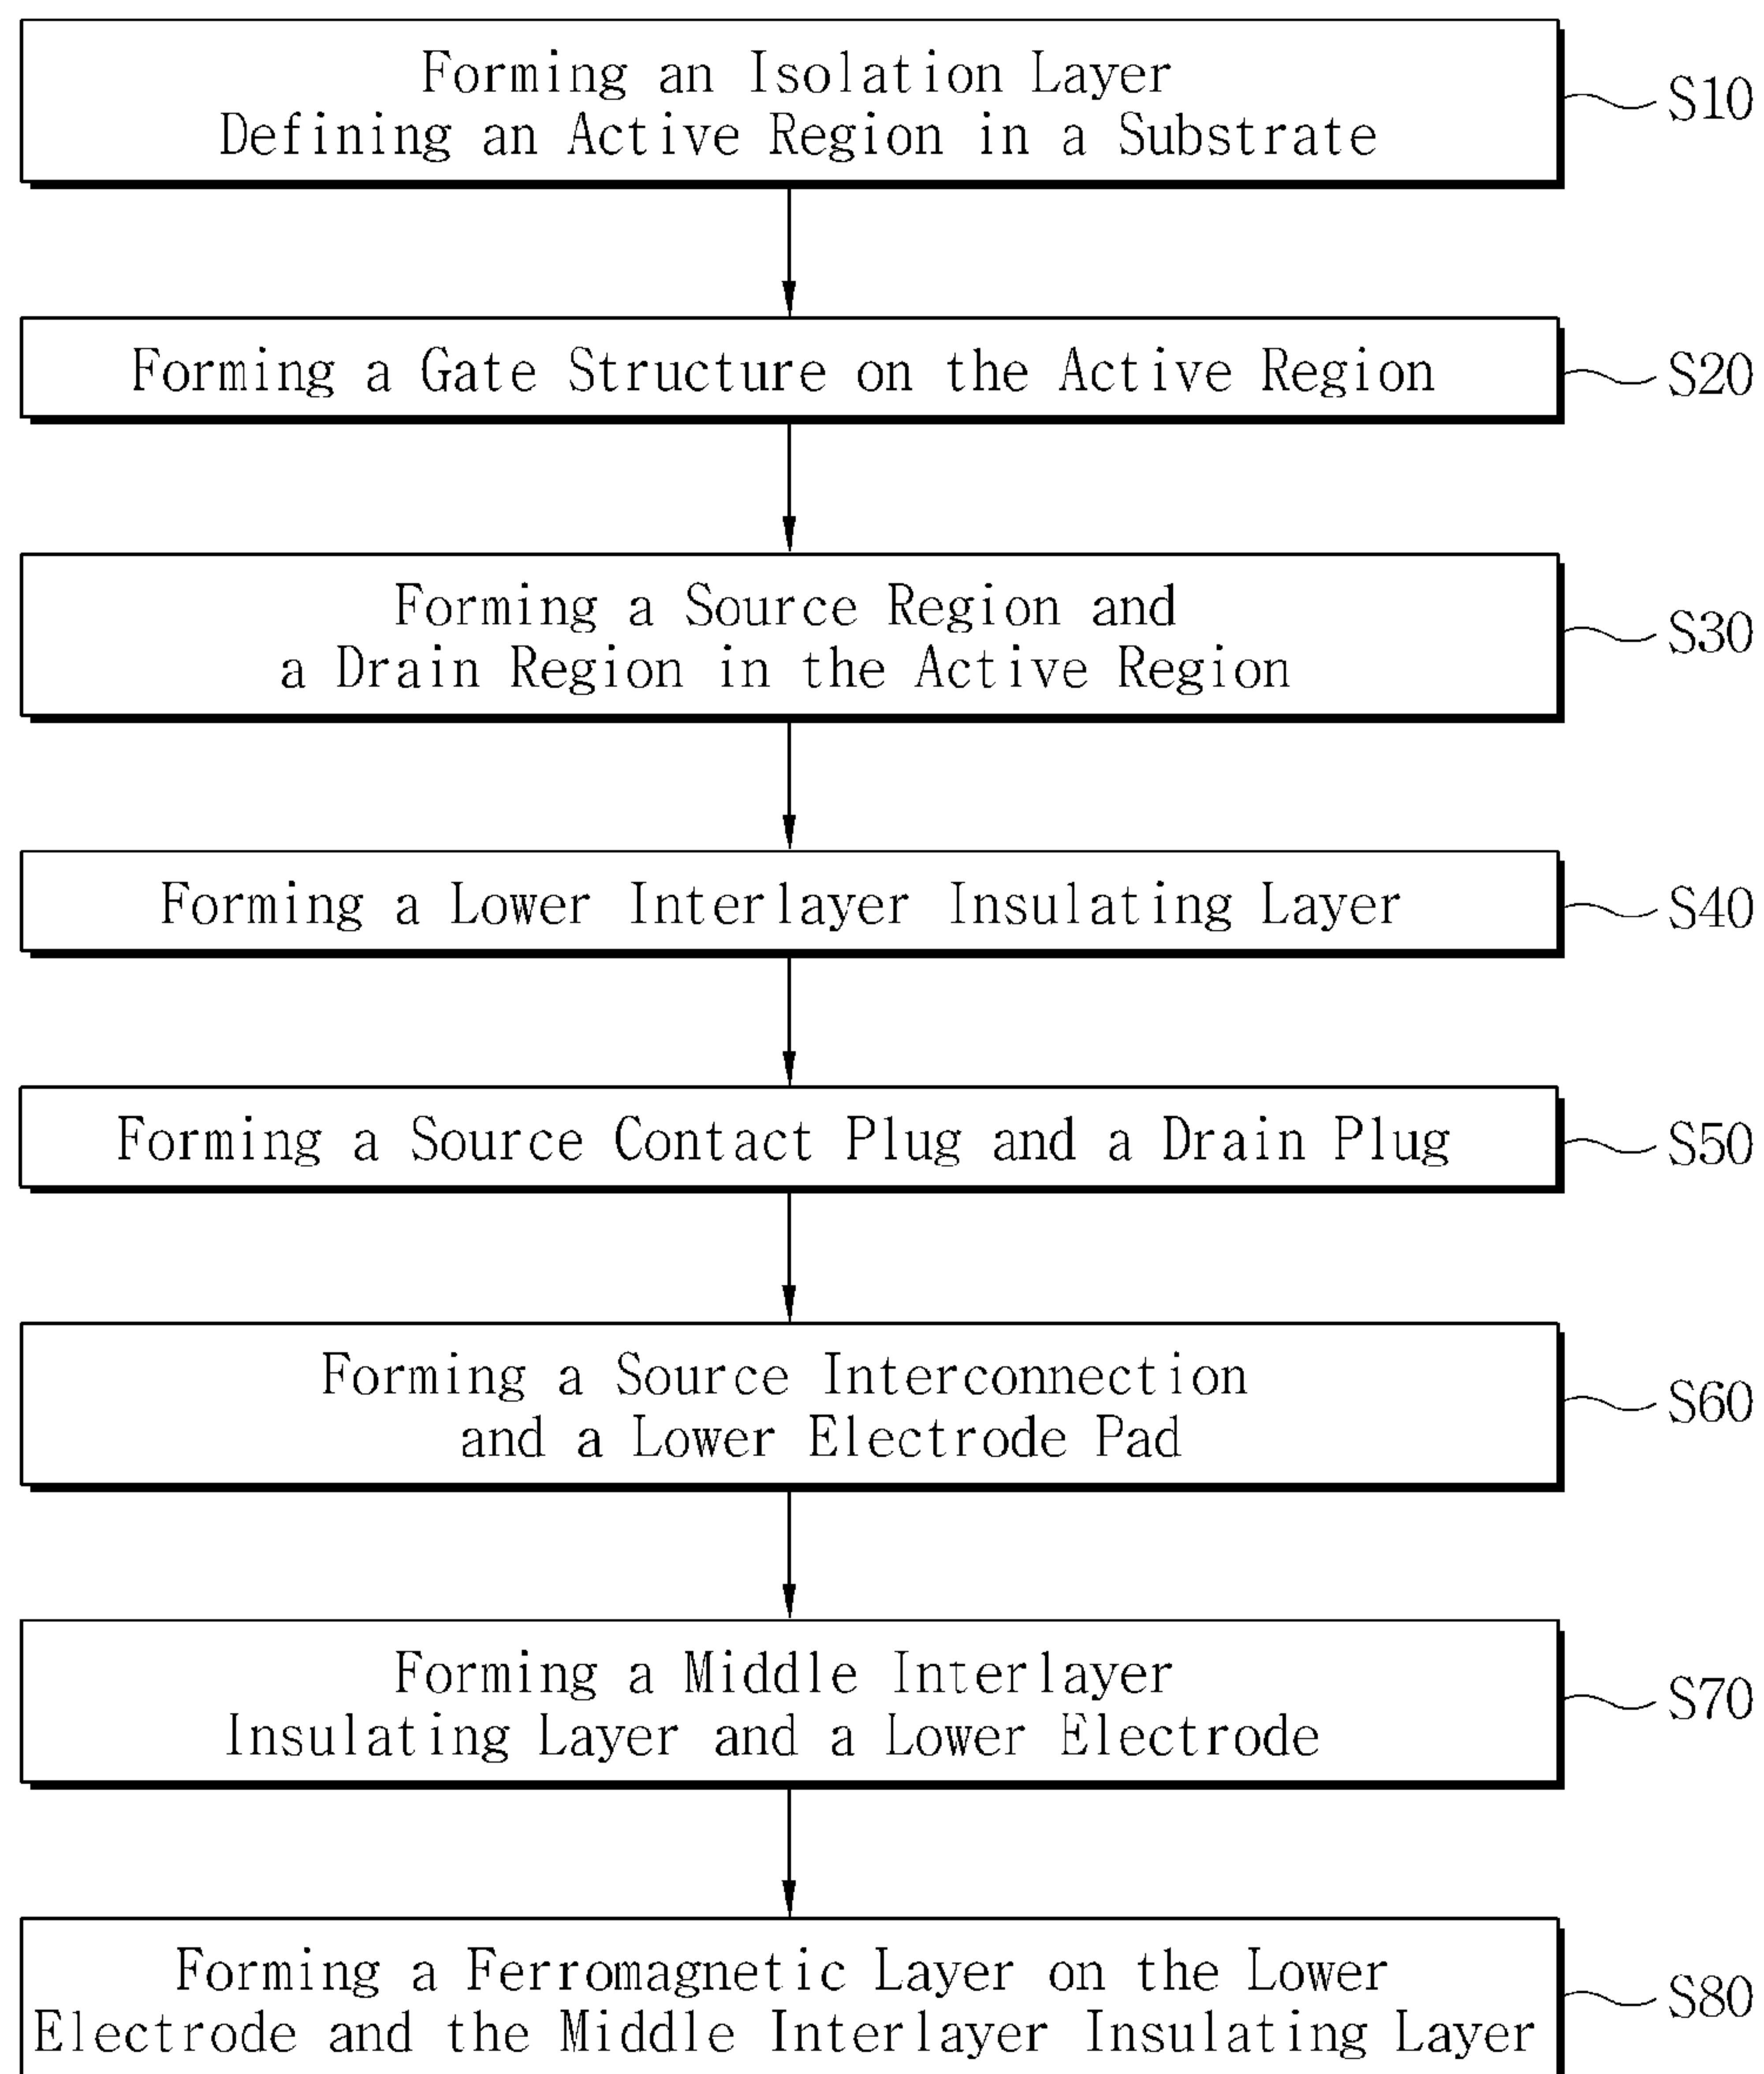 Forming an Isolation Layer
Defining an Active Region in a Substrate
S10
Forming a Gate Structure on the Active Region
S20
Forming a Source Region and
a Drain Region in the Active Region
S30
Forming a Lower Interlayer Insulating Layer
S40
Forming a Source Contact Plug and a Drain Plug
S50
Forming a Source Interconnection
and a Lower Electrode Pad
S60
Forming a Middle Interlayer
Insulating Layer and a Lower Electrode
S70
Forming a Ferromagnetic Layer on the Lower
Electrode and the Middle Interlayer Insulating Layer
S80